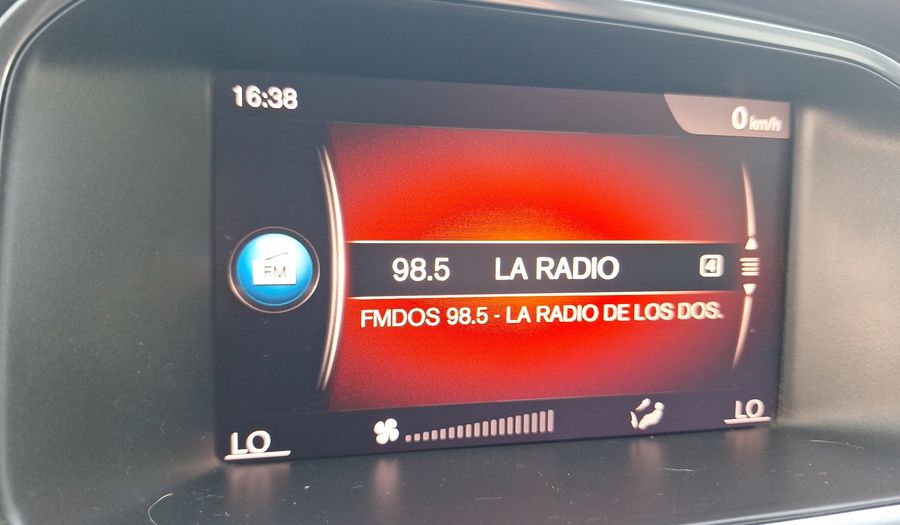 16:38
0 km/h
FM
98.5 LA RADIO
FMDOS 98.5 - LA RADIO DE LOS DOS.
LO
LO